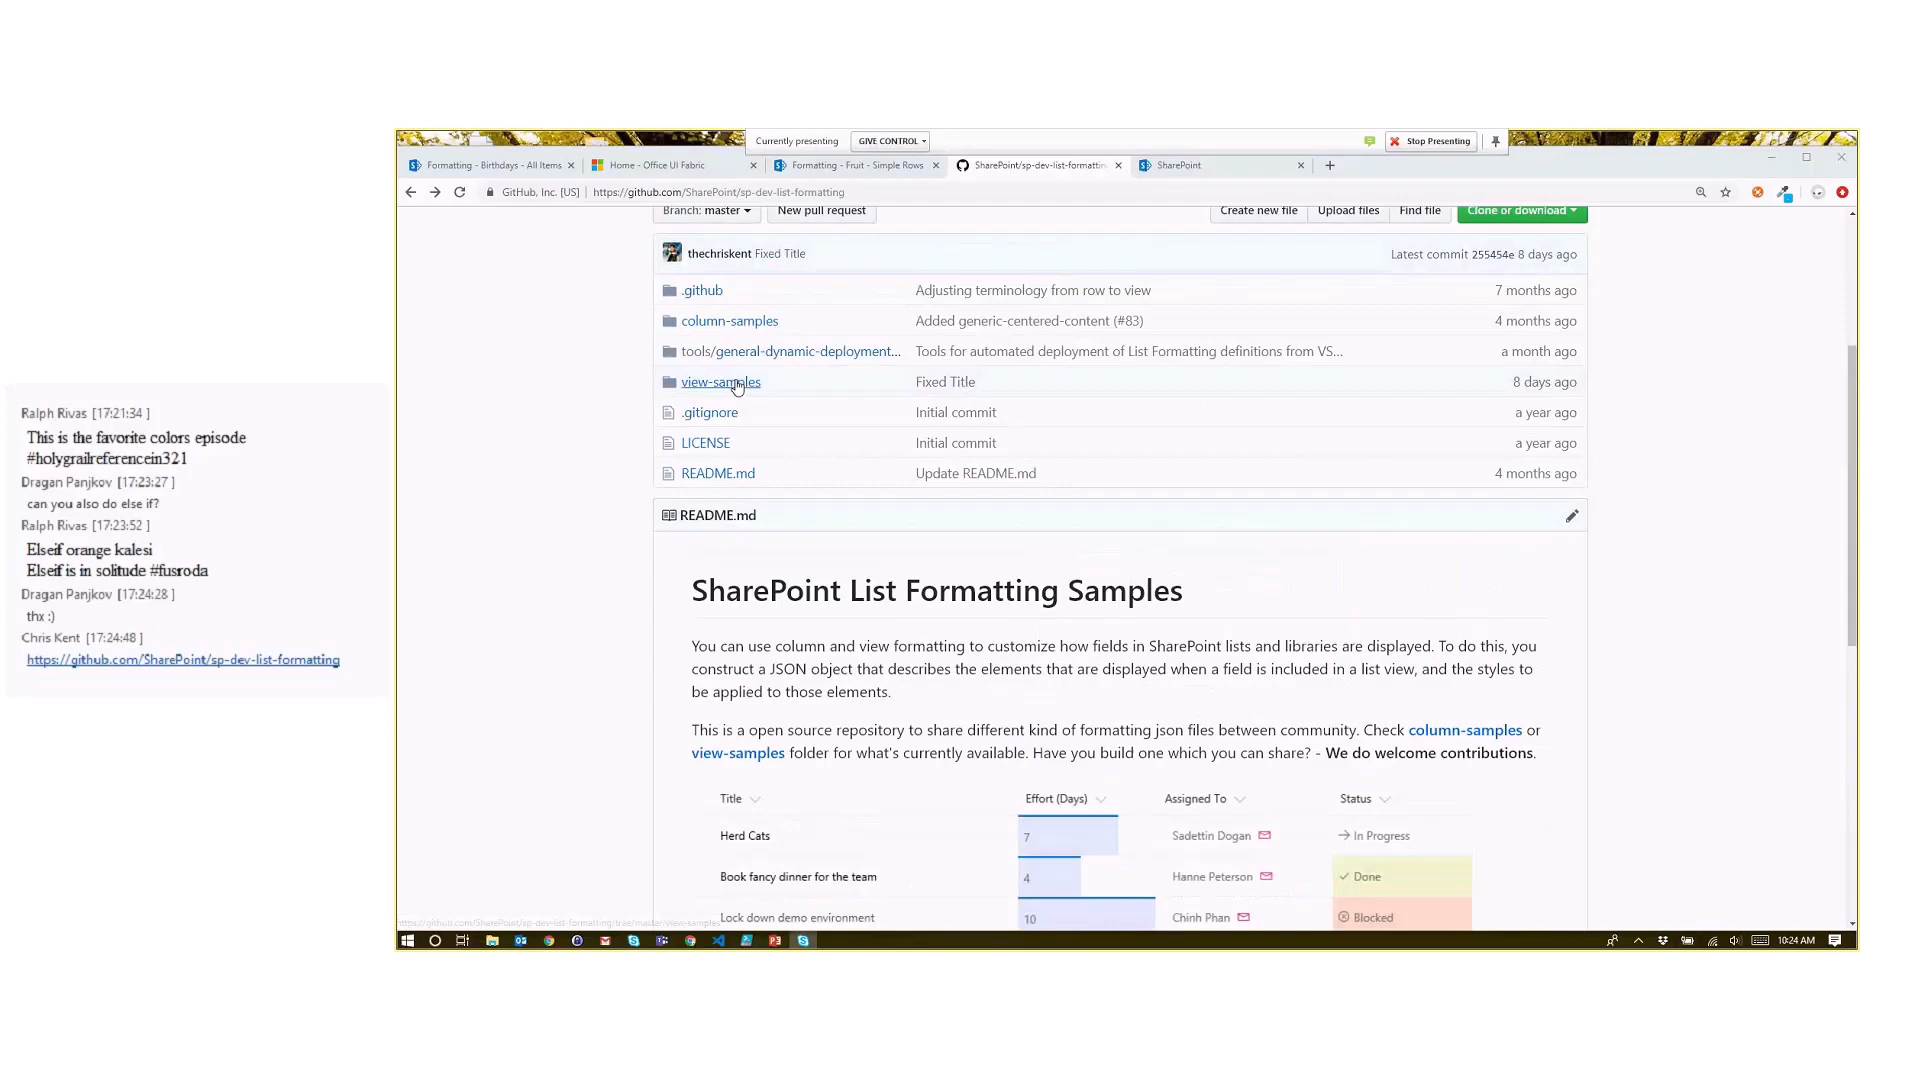 Currently presenting
GIVE CONTROL
Stop Presenting
Formatting - Birthdays - All Items
Home - Office UI Fabric
Formatting - Fruit - Simple Rows
SharePoint/sp-dev-list-formattin
SharePoint
GitHub, Inc. [US]
https://github.com/SharePoint/sp-dev-list-formatting
Branch: master
New pull request
Create new file
Upload files
Find file
Clone or download
thechriskent Fixed Title
Latest commit 255454e 8 days ago
.github
Adjusting terminology from row to view
7 months ago
column-samples
Added generic-centered-content (#83)
4 months ago
tools/general-dynamic-deployment...
Tools for automated deployment of List Formatting definitions from VS...
a month ago
view-samples
Fixed Title
8 days ago
.gitignore
Initial commit
a year ago
LICENSE
Initial commit
a year ago
README.md
Update README.md
4 months ago
Ralph Rivas [17:21:34 ]
This is the favorite colors episode
#holygrailreferencein321
Dragan Panjkov [17:23:27 ]
can you also do else if?
Ralph Rivas [17:23:52 ]
Elseif orange kalesi
Elseif is in solitude #fusroda
Dragan Panjkov [17:24:28 ]
thx :)
Chris Kent [17:24:48 ]
https://github.com/SharePoint/sp-dev-list-formatting
README.md
SharePoint List Formatting Samples
You can use column and view formatting to customize how fields in SharePoint lists and libraries are displayed. To do this, you
construct a JSON object that describes the elements that are displayed when a field is included in a list view, and the styles to
be applied to those elements.
This is a open source repository to share different kind of formatting json files between community. Check column-samples or
view-samples folder for what's currently available. Have you build one which you can share? - We do welcome contributions.
Title
Effort (Days)
Assigned To
Status
Herd Cats
7
Sadettin Dogan
In Progress
Book fancy dinner for the team
4
Hanne Peterson
Done
Lock down demo environment
10
Chinh Phan
Blocked
https://github.com/SharePoint/sp-dev-list-formatting/tree/master/view-samples
10:24 AM